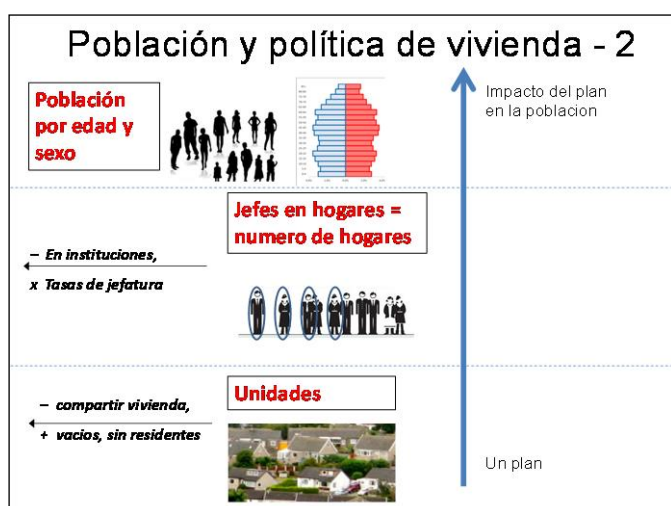 Población y política de vivienda - 2
Población
por edad y
sexo
Impacto del plan
en la poblacion
Jefes en hogares =
numero de hogares
– En instituciones,
x Tasas de jefatura
Unidades
– compartir vivienda,
+ vacios, sin residentes
Un plan